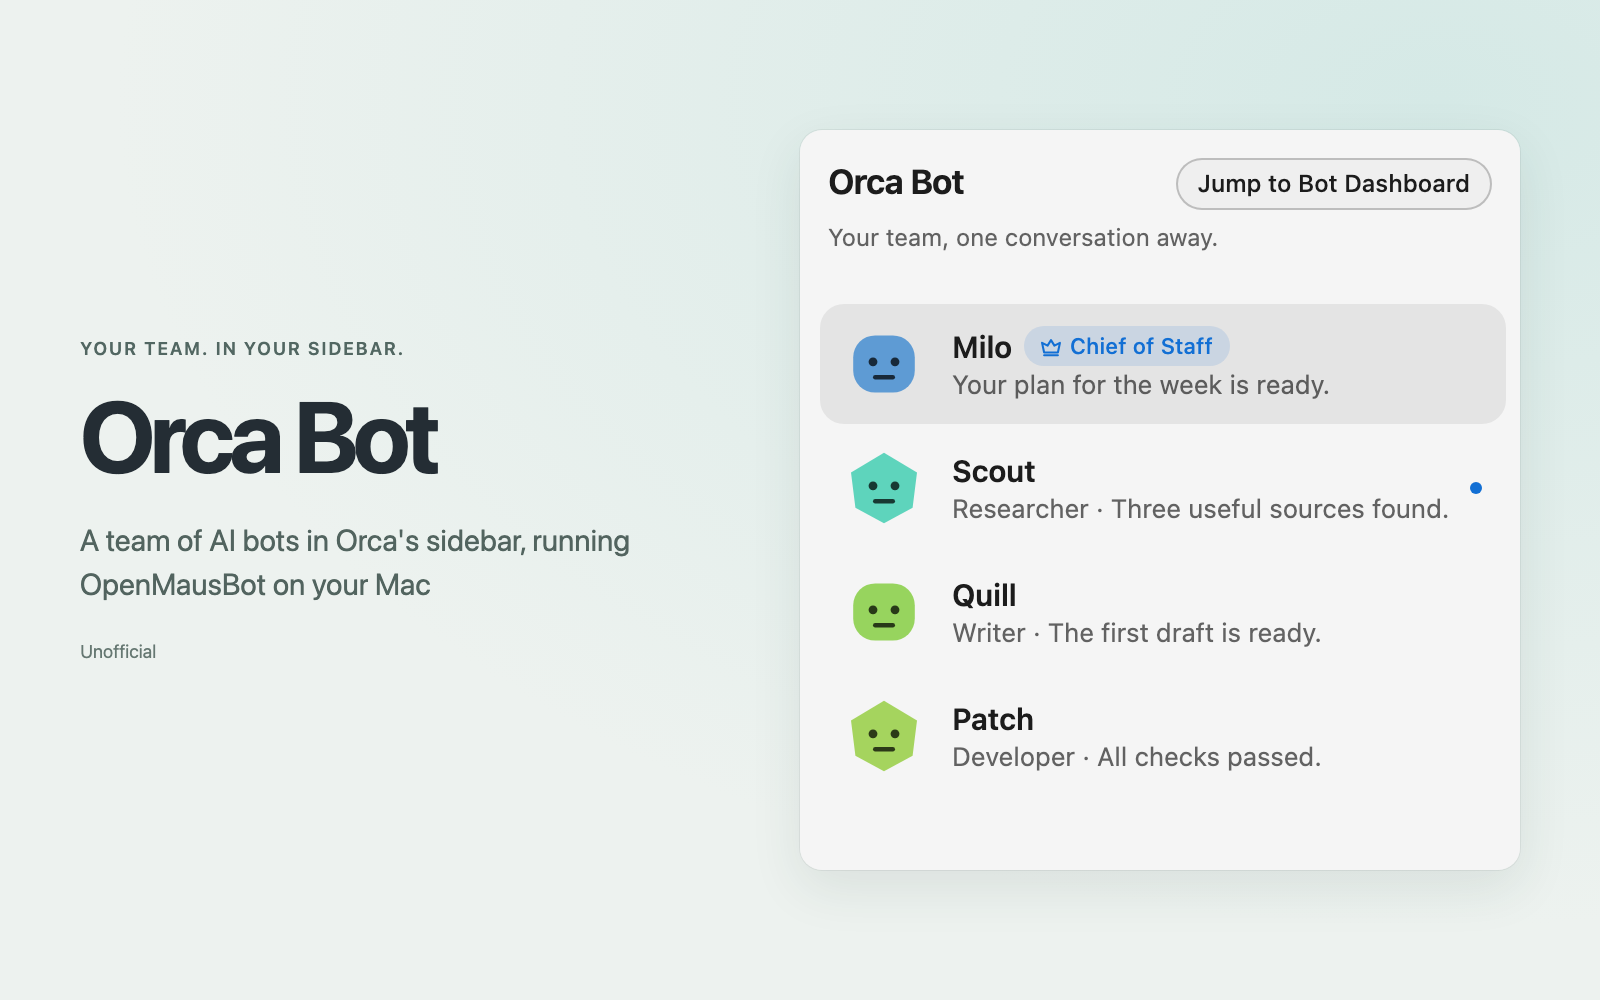 YOUR TEAM. IN YOUR SIDEBAR.
Orca Bot
A team of AI bots in Orca's sidebar, running
OpenMausBot on your Mac
Unofficial
Orca Bot
Jump to Bot Dashboard
Your team, one conversation away.
Milo
Chief of Staff
Your plan for the week is ready.
Scout
Researcher · Three useful sources found.
Quill
Writer · The first draft is ready.
Patch
Developer · All checks passed.